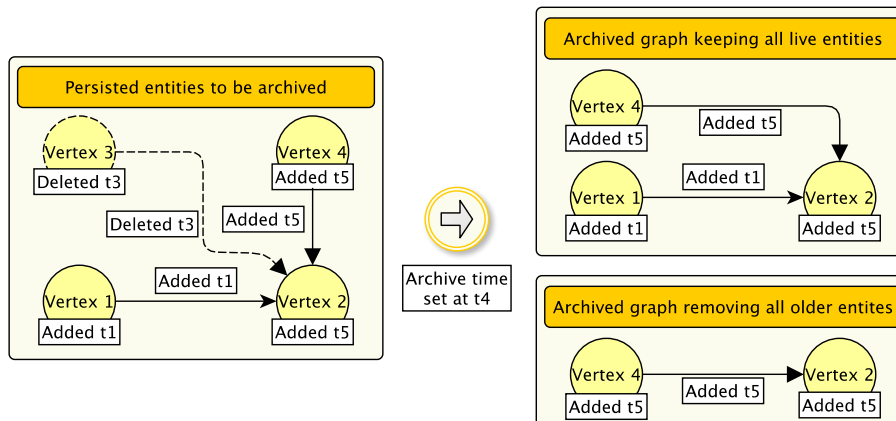 Persisted entities to be archived
Vertex 3
Deleted t3
Vertex 4
Added t5
Deleted t3
Added t5
Vertex 1
Added t1
Added t1
Vertex 2
Added t5
Archive time
set at t4
Archived graph keeping all live entities
Vertex 4
Added t5
Added t5
Vertex 1
Added t1
Added t1
Vertex 2
Added t5
Archived graph removing all older entites
Vertex 4
Added t5
Added t5
Vertex 2
Added t5